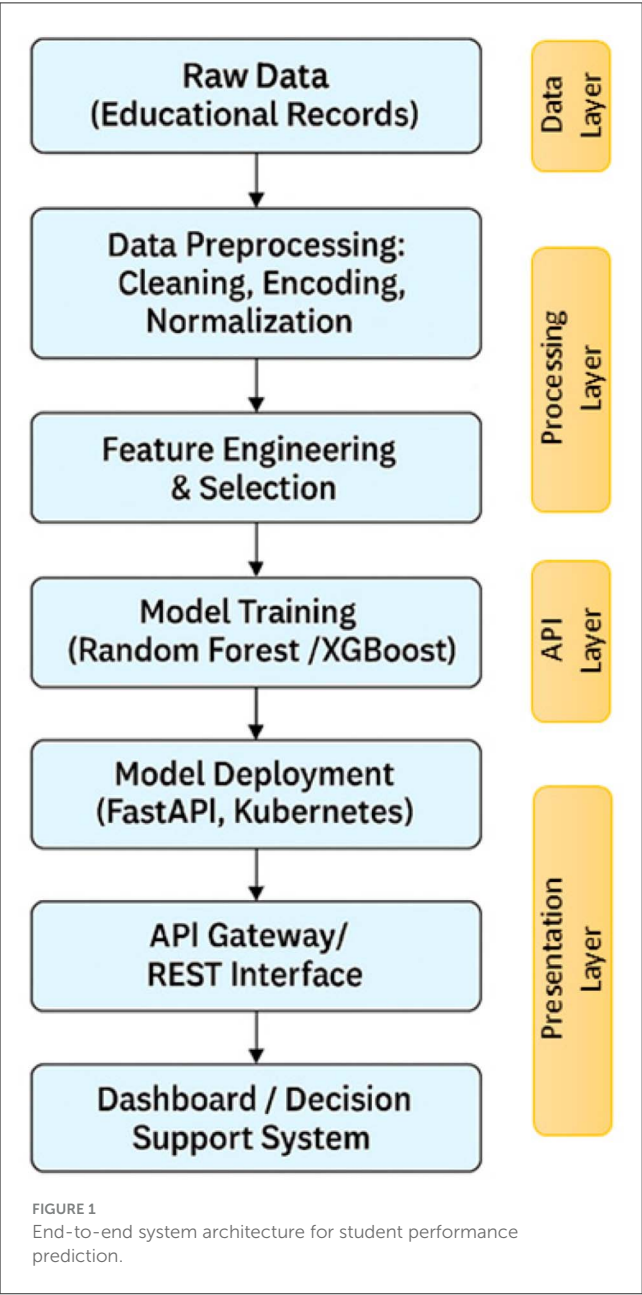 Raw Data
(Educational Records)
Data Layer
Data Preprocessing:
Cleaning, Encoding,
Normalization
Processing Layer
Feature Engineering
& Selection
Model Training
(Random Forest /XGBoost)
API Layer
Model Deployment
(FastAPI, Kubernetes)
API Gateway/
REST Interface
Presentation Layer
Dashboard / Decision
Support System
FIGURE 1
End-to-end system architecture for student performance
prediction.